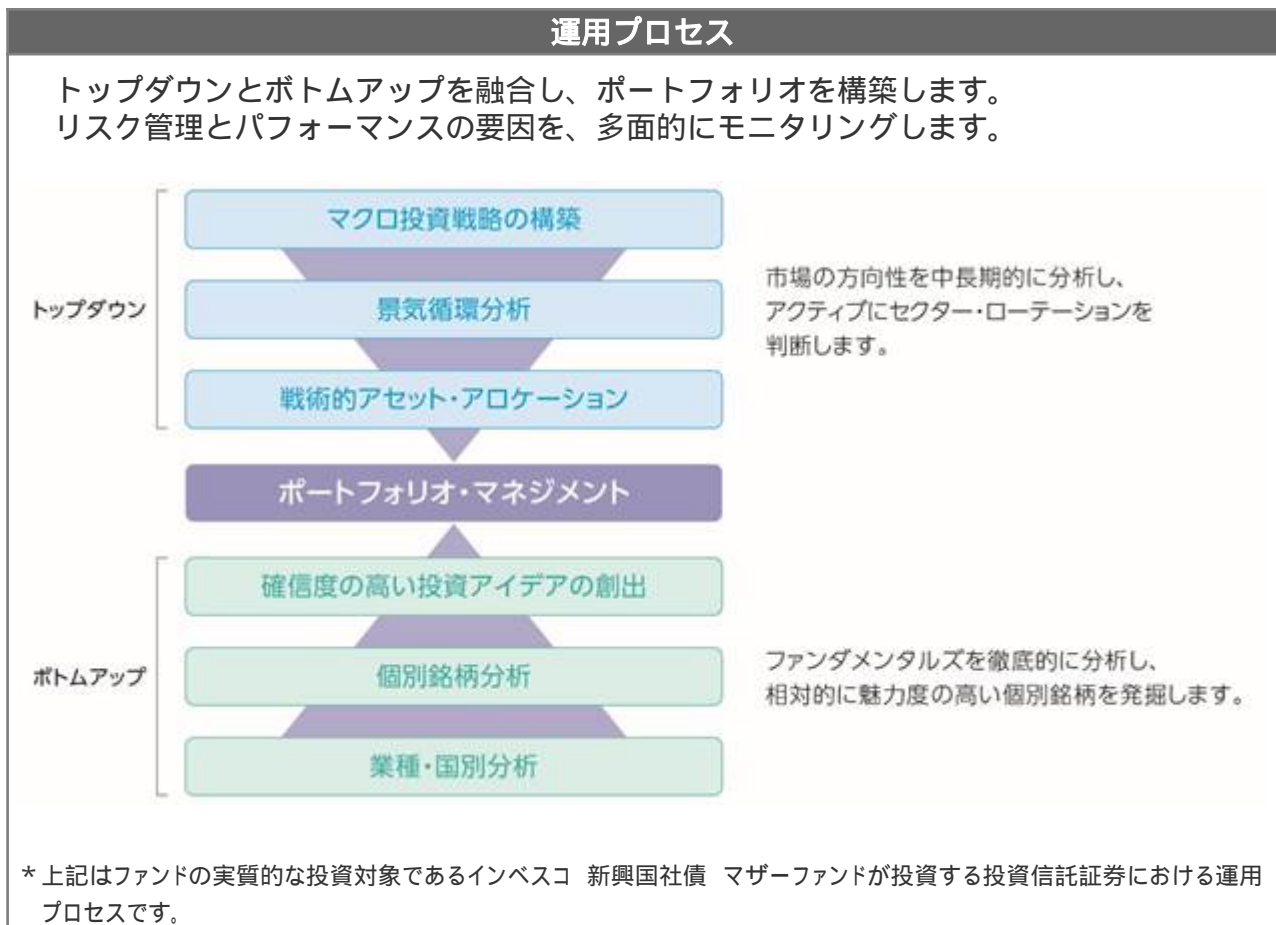 運用プロセス
トップダウンとボトムアップを融合し、ポートフォリオを構築します。
リスク管理とパフォーマンスの要因を、多面的にモニタリングします。
トップダウン
マクロ投資戦略の構築
景気循環分析
戦術的アセット・アロケーション
市場の方向性を中長期的に分析し、
アクティブにセクター・ローテーションを
判断します。
ポートフォリオ・マネジメント
ボトムアップ
確信度の高い投資アイデアの創出
個別銘柄分析
業種・国別分析
ファンダメンタルズを徹底的に分析し、
相対的に魅力度の高い個別銘柄を発掘します。
*上記はファンドの実質的な投資対象であるインベスコ 新興国社債 マザーファンドが投資する投資信託証券における運用
プロセスです。